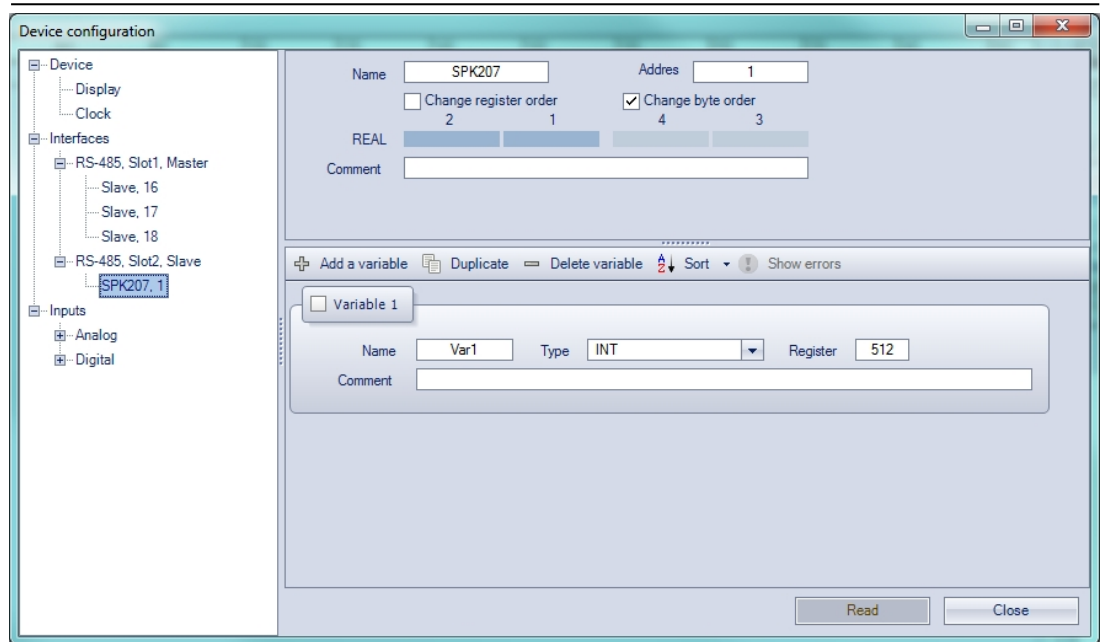 Device configuration
Device
Display
Clock
Interfaces
RS-485, Slot1, Master
Slave, 16
Slave, 17
Slave, 18
RS-485, Slot2, Slave
SPK207, 1
Inputs
Analog
Digital
Name SPK207 Addres 1
Change register order Change byte order
2 1 4 3
REAL
Comment
Add a variable Duplicate Delete variable Sort Show errors
Variable 1
Name Var1 Type INT Register 512
Comment
Read Close